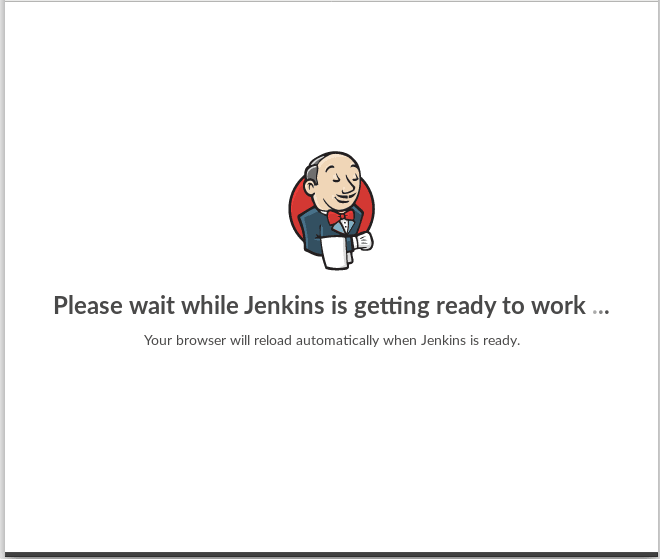 Please wait while Jenkins is getting ready to work ...
Your browser will reload automatically when Jenkins is ready.